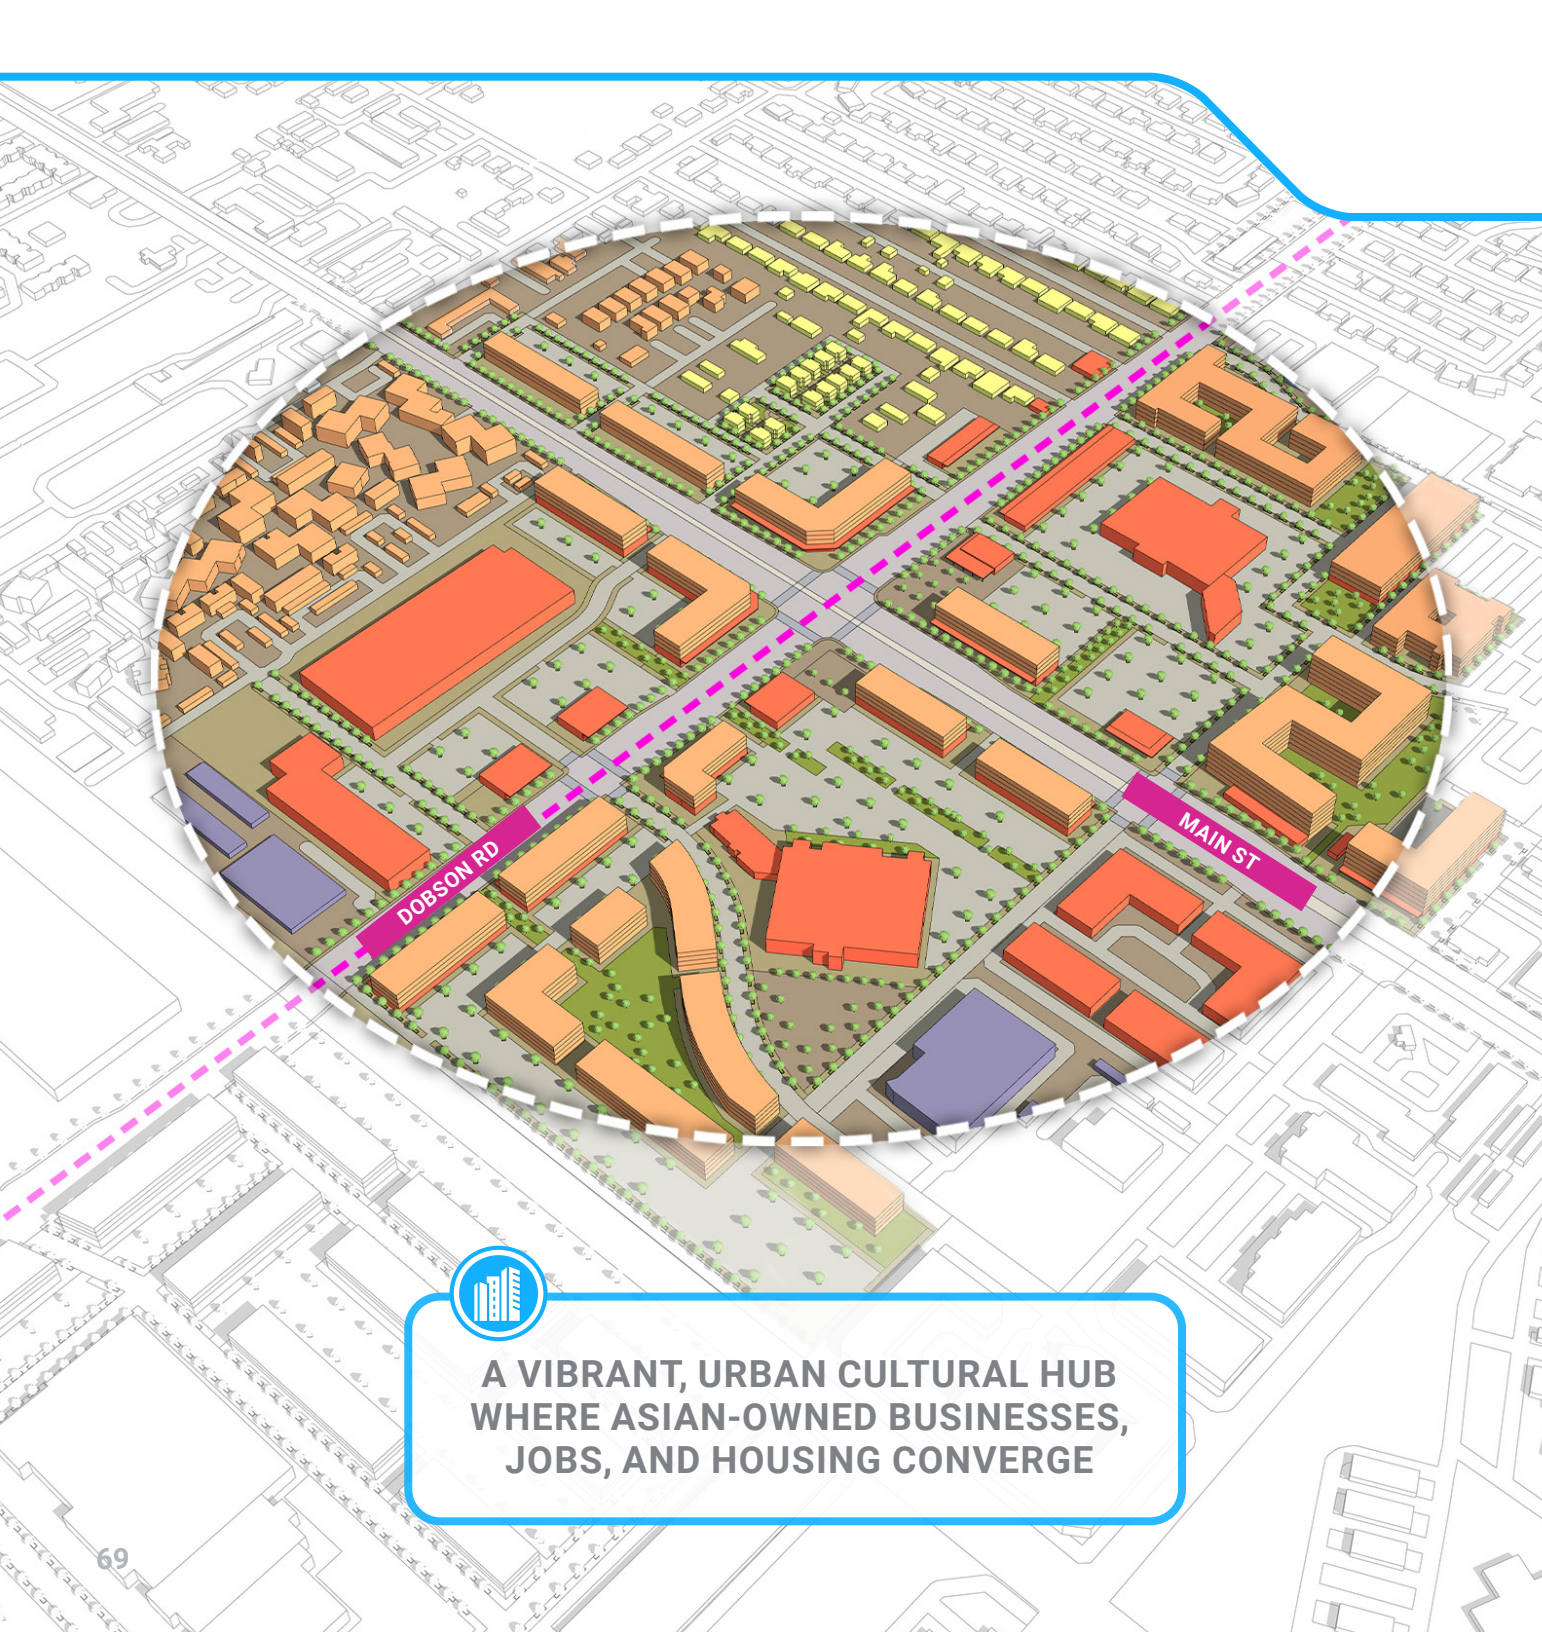 DOBSON RD
MAIN ST
A VIBRANT, URBAN CULTURAL HUB
WHERE ASIAN-OWNED BUSINESSES,
JOBS, AND HOUSING CONVERGE
69